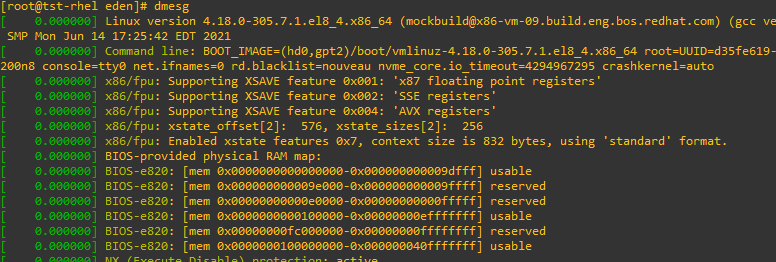 [root@tst-rhel eden]# dmesg
[    0.000000] Linux version 4.18.0-305.7.1.el8_4.x86_64 (mockbuild@x86-vm-09.build.eng.bos.redhat.com) (gcc ve
 SMP Mon Jun 14 17:25:42 EDT 2021
[    0.000000] Command line: BOOT_IMAGE=(hd0,gpt2)/boot/vmlinuz-4.18.0-305.7.1.el8_4.x86_64 root=UUID=d35fe619-
200n8 console=tty0 net.ifnames=0 rd.blacklist=nouveau nvme_core.io_timeout=4294967295 crashkernel=auto
[    0.000000] x86/fpu: Supporting XSAVE feature 0x001: 'x87 floating point registers'
[    0.000000] x86/fpu: Supporting XSAVE feature 0x002: 'SSE registers'
[    0.000000] x86/fpu: Supporting XSAVE feature 0x004: 'AVX registers'
[    0.000000] x86/fpu: xstate_offset[2]:  576, xstate_sizes[2]:  256
[    0.000000] x86/fpu: Enabled xstate features 0x7, context size is 832 bytes, using 'standard' format.
[    0.000000] BIOS-provided physical RAM map:
[    0.000000] BIOS-e820: [mem 0x0000000000000000-0x000000000009dfff] usable
[    0.000000] BIOS-e820: [mem 0x000000000009e000-0x000000000009ffff] reserved
[    0.000000] BIOS-e820: [mem 0x00000000000e0000-0x00000000000fffff] reserved
[    0.000000] BIOS-e820: [mem 0x0000000000100000-0x00000000efffffff] usable
[    0.000000] BIOS-e820: [mem 0x00000000fc000000-0x00000000ffffffff] reserved
[    0.000000] BIOS-e820: [mem 0x0000000100000000-0x000000040fffffff] usable
[    0.000000] NX (Execute Disable) protection: active